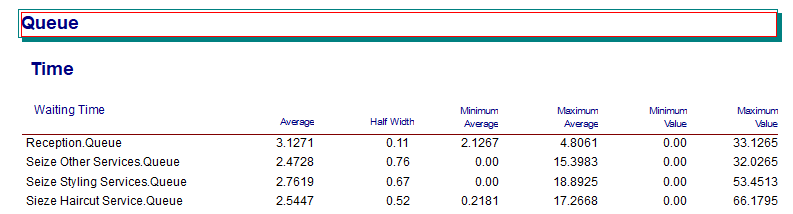 Queue
Time
Waiting Time Average Half Width Minimum Average Maximum Average Minimum Value Maximum Value
Reception.Queue 3.1271 0.11 2.1267 4.8061 0.00 33.1265
Seize Other Services.Queue 2.4728 0.76 0.00 15.3983 0.00 32.0265
Seize Styling Services.Queue 2.7619 0.67 0.00 18.8925 0.00 53.4513
Sieze Haircut Service.Queue 2.5447 0.52 0.2181 17.2668 0.00 66.1795